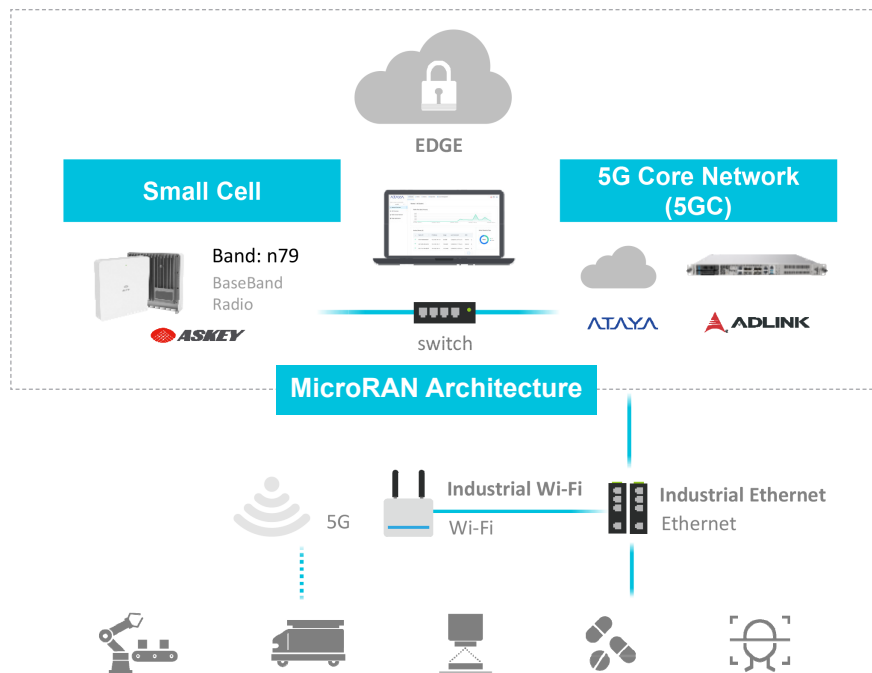 EDGE
Small Cell
5G Core Network
(5GC)
ATAYA
Band: n79
BaseBand
Radio
ASKEY
switch
ATAYA
ADLINK
MicroRAN Architecture
5G
Industrial Wi-Fi
Wi-Fi
Industrial Ethernet
Ethernet